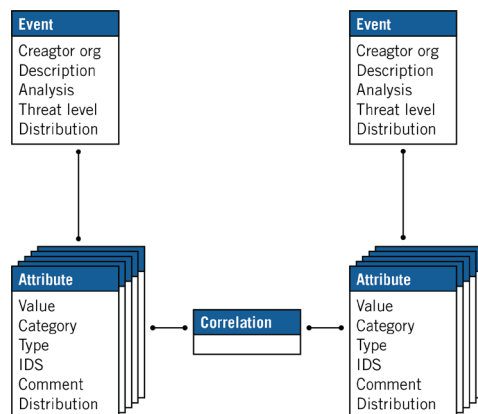 Event
Creagtor org
Description
Analysis
Threat level
Distribution
Event
Creagtor org
Description
Analysis
Threat level
Distribution
Attribute
Value
Category
Type
IDS
Comment
Distribution
Correlation
Attribute
Value
Category
Type
IDS
Comment
Distribution